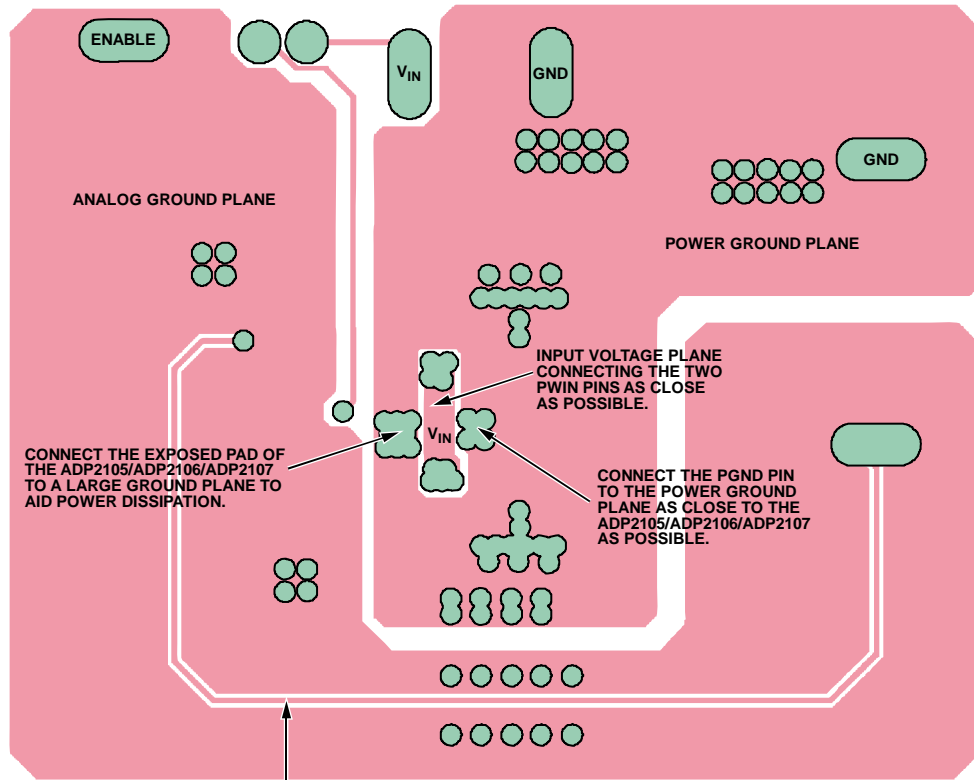 ENABLE
VIN
GND
GND
ANALOG GROUND PLANE
POWER GROUND PLANE
INPUT VOLTAGE PLANE
CONNECTING THE TWO
PWIN PINS AS CLOSE
AS POSSIBLE.
VIN
CONNECT THE EXPOSED PAD OF
THE ADP2105/ADP2106/ADP2107
TO A LARGE GROUND PLANE TO
AID POWER DISSIPATION.
CONNECT THE PGND PIN
TO THE POWER GROUND
PLANE AS CLOSE TO THE
ADP2105/ADP2106/ADP2107
AS POSSIBLE.